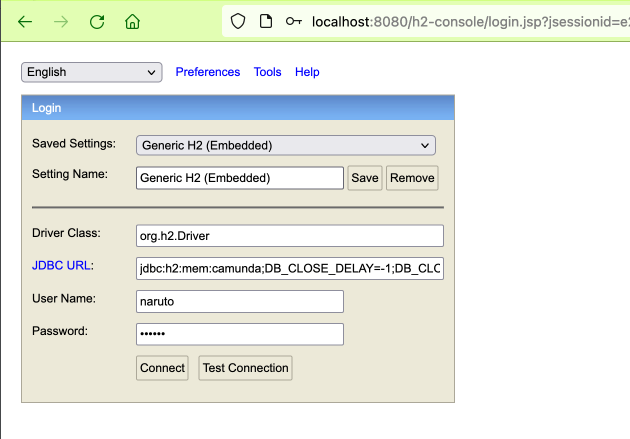 localhost:8080/h2-console/login.jsp?jsessionid=e
English Preferences Tools Help
Login
Saved Settings: Generic H2 (Embedded)
Setting Name: Generic H2 (Embedded) Save Remove
Driver Class: org.h2.Driver
JDBC URL: jdbc:h2:mem:camunda;DB_CLOSE_DELAY=-1;DB_CLO
User Name: naruto
Password: ••••••
Connect Test Connection